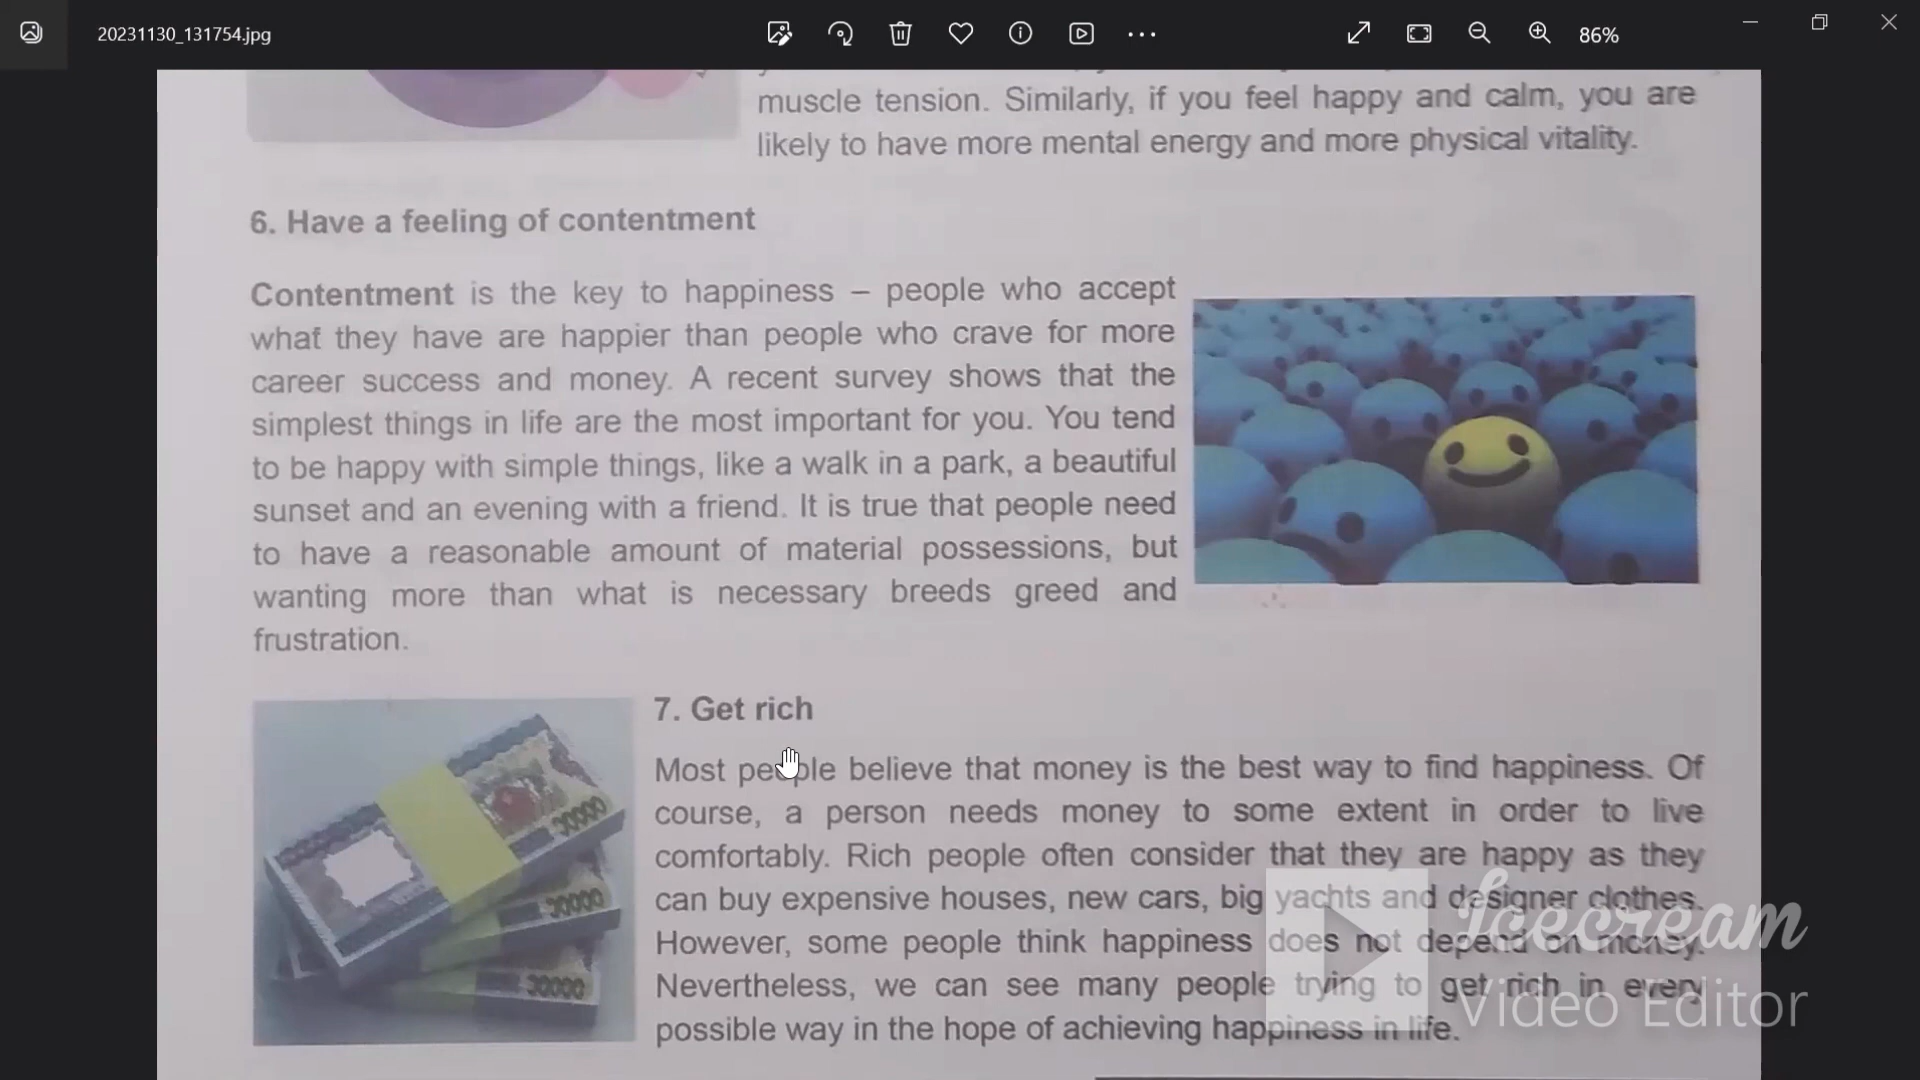 20231130_131754.jpg
86%
muscle tension. Similarly, if you feel happy and calm, you are
likely to have more mental energy and more physical vitality.
6. Have a feeling of contentment
Contentment is the key to happiness – people who accept
what they have are happier than people who crave for more
career success and money. A recent survey shows that the
simplest things in life are the most important for you. You tend
to be happy with simple things, like a walk in a park, a beautiful
sunset and an evening with a friend. It is true that people need
to have a reasonable amount of material possessions, but
wanting more than what is necessary breeds greed and
frustration.
7. Get rich
Most people believe that money is the best way to find happiness. Of
course, a person needs money to some extent in order to live
comfortably. Rich people often consider that they are happy as they
can buy expensive houses, new cars, big yachts and designer clothes.
However, some people think happiness does not depend on money.
Nevertheless, we can see many people trying to get rich in every
possible way in the hope of achieving happiness in life.
10000
10000
10000
Icecream
Video Editor